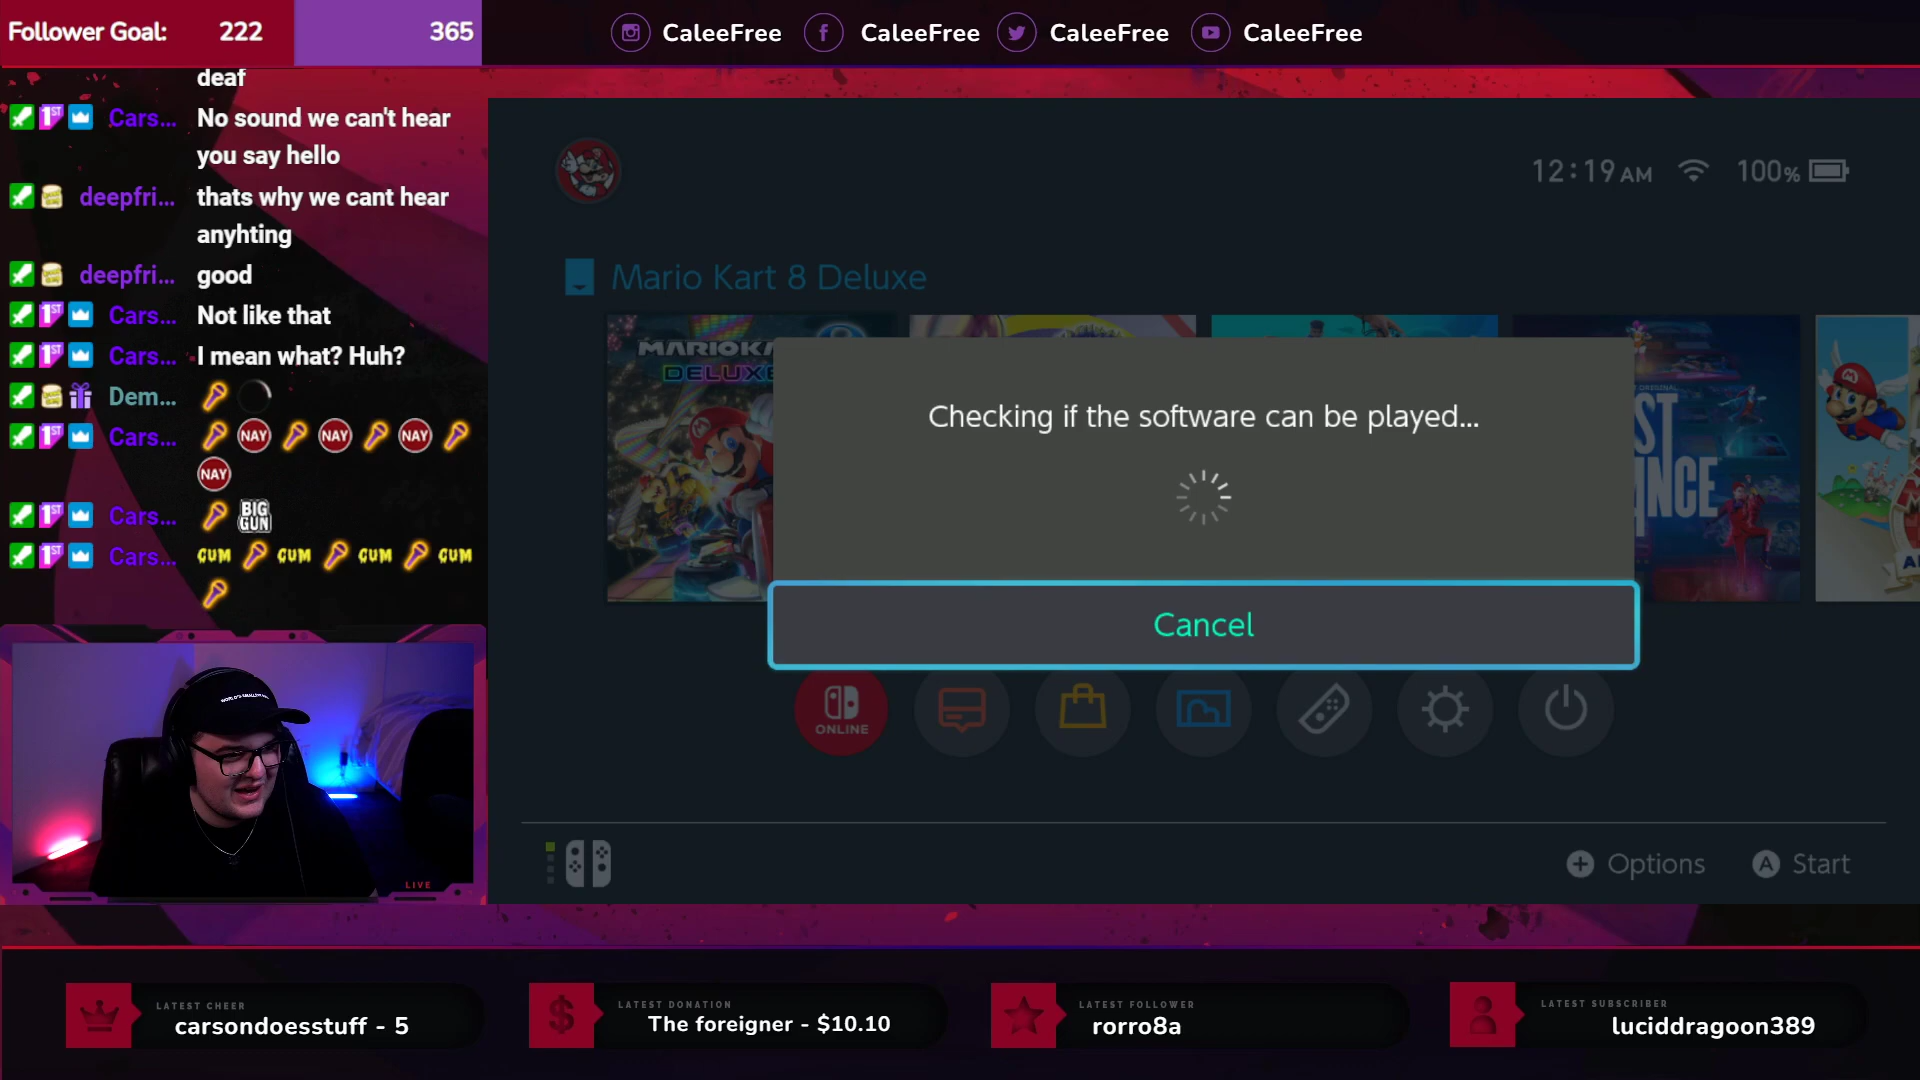 Follower Goal: 222 365
CaleeFree CaleeFree CaleeFree CaleeFree
deaf
Cars... No sound we can't hear
you say hello
deepfri... thats why we cant hear
anyhting
deepfri... good
Cars... Not like that
Cars... I mean what? Huh?
Dem...
Cars... NAY NAY NAY
NAY
Cars... BIG GUN
Cars... CUM CUM CUM CUM
12:19 AM 100%
Mario Kart 8 Deluxe
DELUXE
Checking if the software can be played...
Cancel
ONLINE
Options Start
LIVE
LATEST CHEER
carsondoesstuff - 5
LATEST DONATION
The foreigner - $10.10
LATEST FOLLOWER
rorro8a
LATEST SUBSCRIBER
luciddragoon389